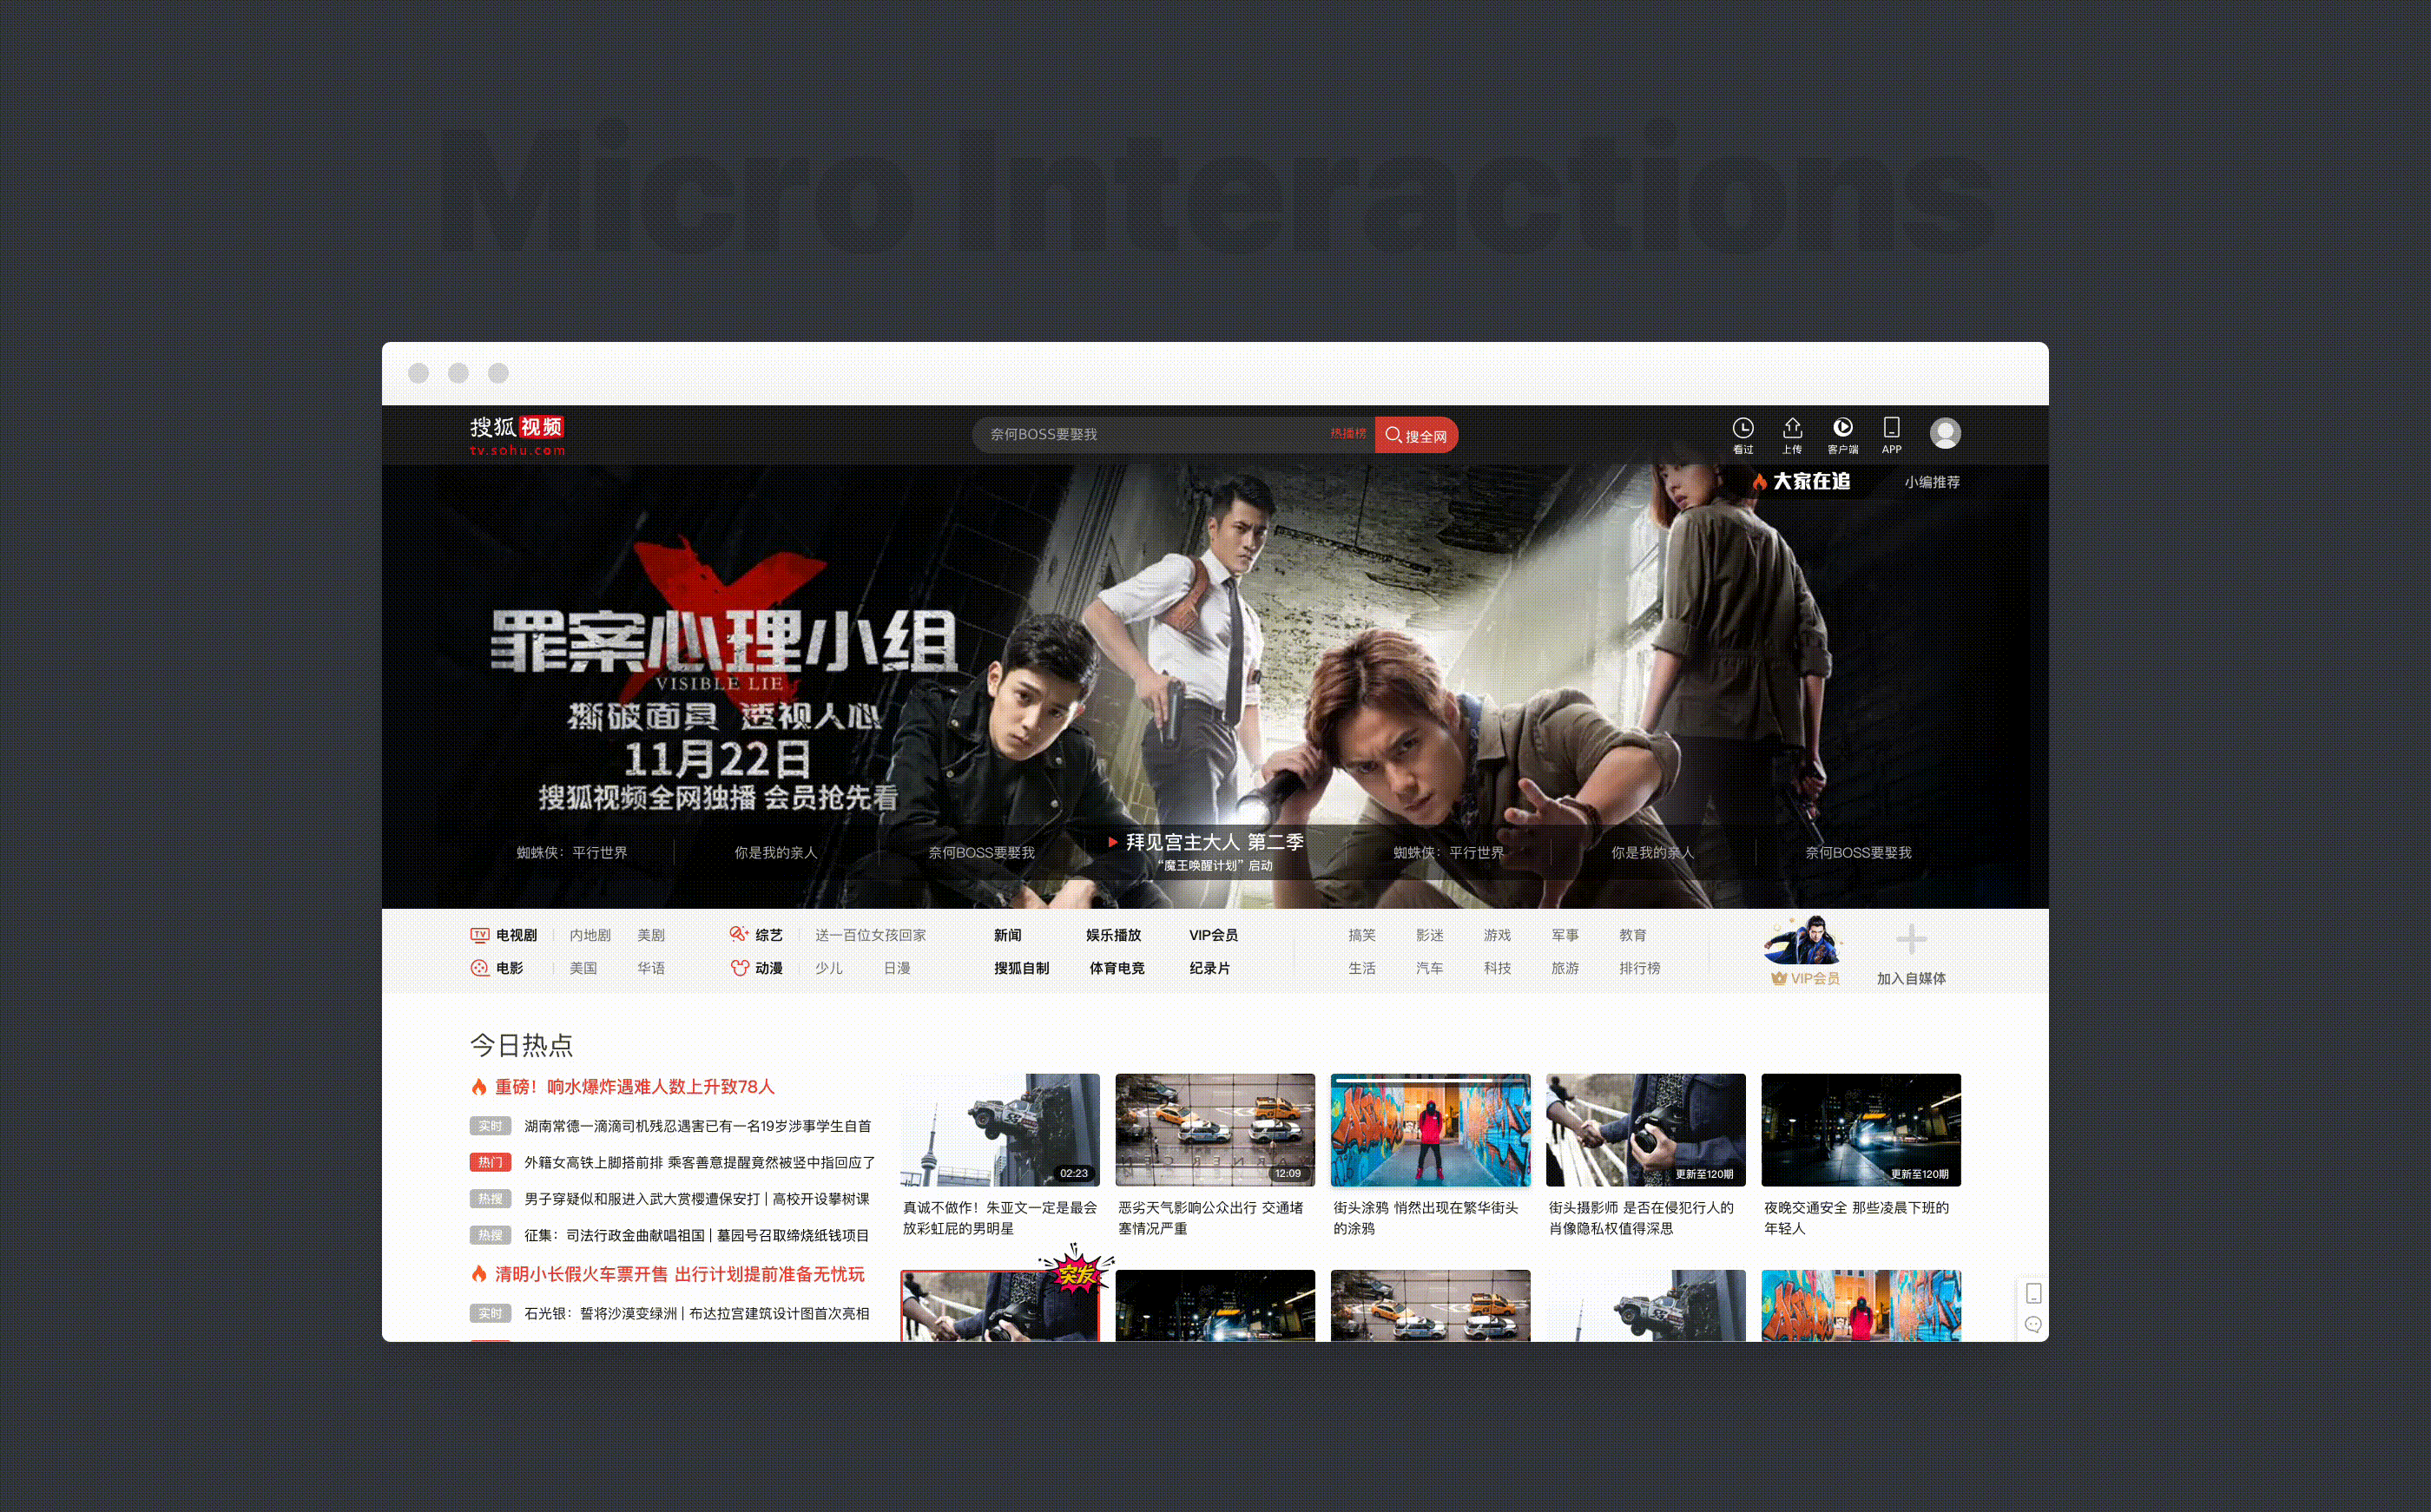 Micro Interactions
搜狐视频
tv.sohu.com
奈何BOSS要娶我 热播榜 搜全网
看过 上传 客户端 APP
大家在追 小编推荐
罪案心理小组
VISIBLE LIE
撕破面具 透视人心
11月22日
搜狐视频全网独播 会员抢先看
蜘蛛侠：平行世界 你是我的亲人 奈何BOSS要娶我 拜见宫主大人 第二季 蜘蛛侠：平行世界 你是我的亲人 奈何BOSS要娶我
“魔王唤醒计划”启动
电视剧 内地剧 美剧 综艺 送一百位女孩回家 新闻 娱乐播放 VIP会员 搞笑 影迷 游戏 军事 教育
电影 美国 华语 动漫 少儿 日漫 搜狐自制 体育电竞 纪录片 生活 汽车 科技 旅游 排行榜
VIP会员 加入自媒体
今日热点
重磅！响水爆炸遇难人数上升致78人
实时 湖南常德一滴滴司机残忍遇害已有一名19岁涉事学生自首
热门 外籍女高铁上脚搭前排 乘客善意提醒竟然被竖中指回应了
热搜 男子穿疑似和服进入武大赏樱遭保安打 | 高校开设攀树课
热搜 征集：司法行政金曲献唱祖国 | 墓园号召取缔烧纸钱项目
清明小长假火车票开售 出行计划提前准备无忧玩
实时 石光银：誓将沙漠变绿洲 | 布达拉宫建筑设计图首次亮相
02:23
真诚不做作！朱亚文一定是最会
放彩虹屁的男明星
12:09
恶劣天气影响公众出行 交通堵
塞情况严重
街头涂鸦 悄然出现在繁华街头
的涂鸦
更新至120期
街头摄影师 是否在侵犯行人的
肖像隐私权值得深思
更新至120期
夜晚交通安全 那些凌晨下班的
年轻人
突发